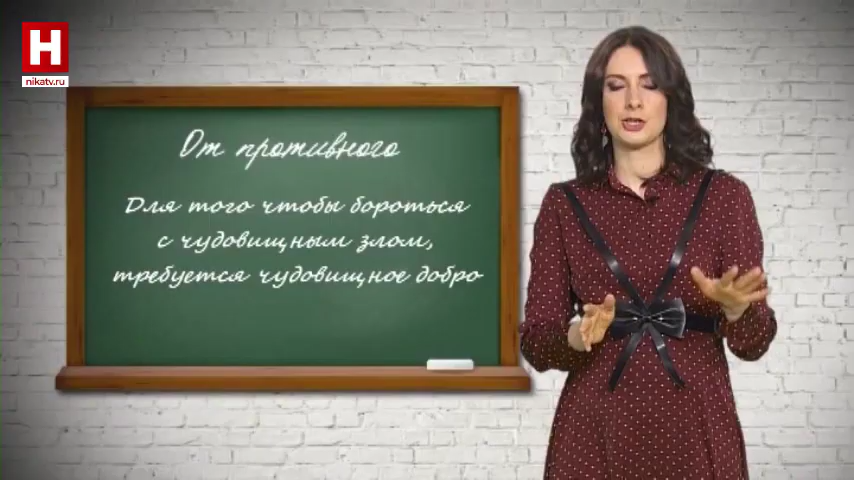 Н
nikatv.ru
От противного
Для того чтобы бороться
с чудовищным злом,
требуется чудовищное добро